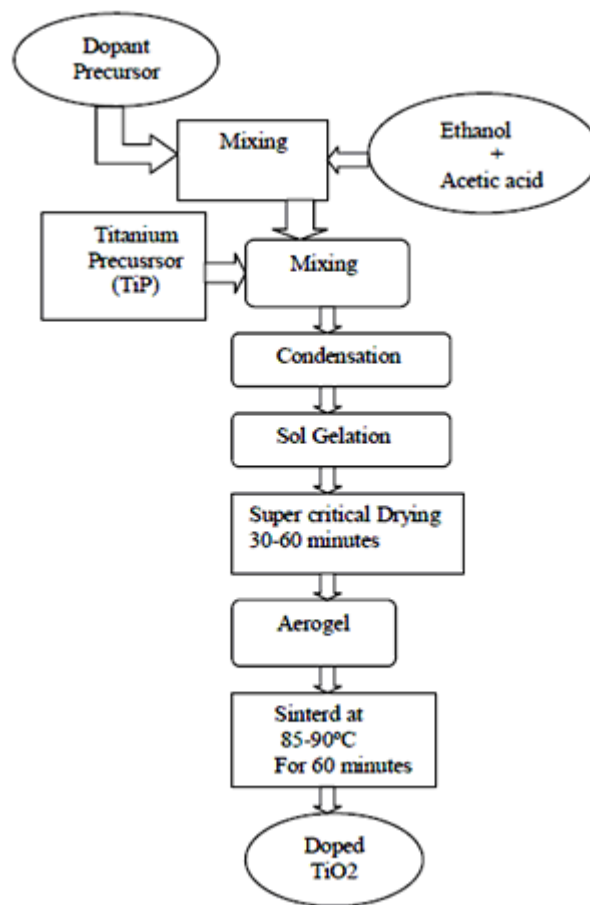 Dopant
Precursor
Mixing
Ethanol
+
Acetic acid
Titanium
Precusrsor
(TiP)
Mixing
Condensation
Sol Gelation
Super critical Drying
30-60 minutes
Aerogel
Sinterd at
85-90ºC
For 60 minutes
Doped
TiO2